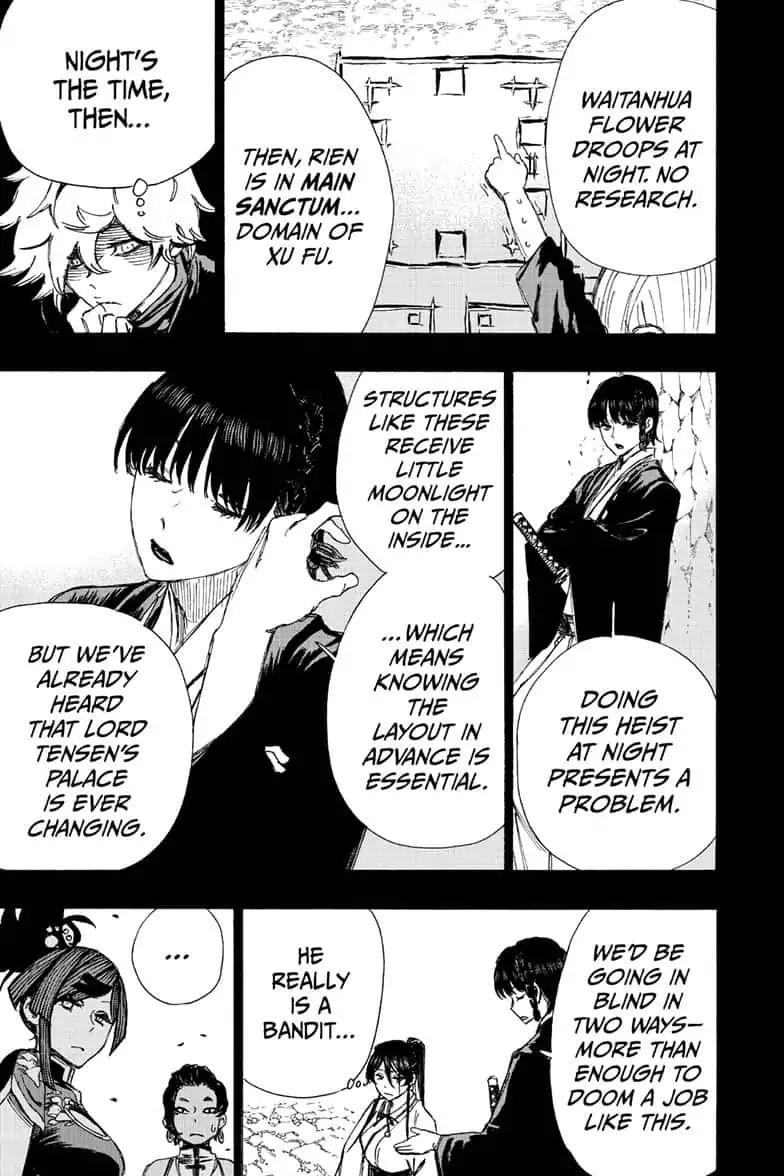 WAITANHUA
FLOWER
DROOPS AT
NIGHT. NO
RESEARCH.
THEN, RIEN
IS IN MAIN
SANCTUM...
DOMAIN OF
XU FU.
NIGHT'S
THE TIME,
THEN...
DOING
THIS HEIST
AT NIGHT
PRESENTS A
PROBLEM.
STRUCTURES
LIKE THESE
RECEIVE
LITTLE
MOONLIGHT
ON THE
INSIDE...
...WHICH
MEANS
KNOWING
THE
LAYOUT IN
ADVANCE IS
ESSENTIAL.
BUT WE'VE
ALREADY
HEARD
THAT LORD
TENSEN'S
PALACE
IS EVER
CHANGING.
WE'D BE
GOING IN
BLIND IN
TWO WAYS—
MORE THAN
ENOUGH TO
DOOM A JOB
LIKE THIS.
HE
REALLY
IS A
BANDIT...
...